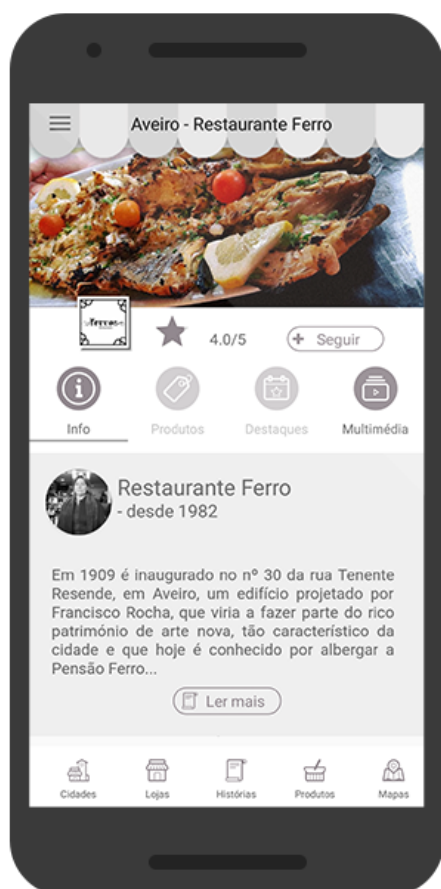 Aveiro - Restaurante Ferro
4.0/5
+ Seguir
Info
Produtos
Destaques
Multimédia
Restaurante Ferro
- desde 1982
Em 1909 é inaugurado no nº 30 da rua Tenente
Resende, em Aveiro, um edifício projetado por
Francisco Rocha, que viria a fazer parte do rico
património de arte nova, tão característico da
cidade e que hoje é conhecido por albergar a
Pensão Ferro...
Ler mais
Cidades
Lojas
Histórias
Produtos
Mapas